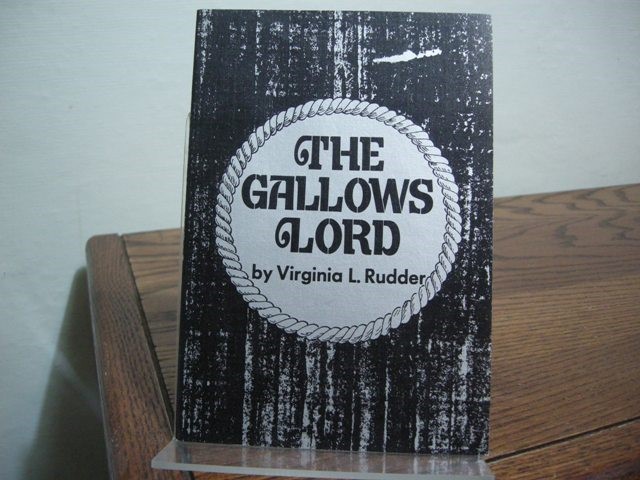 THE
GALLOWS
LORD
by Virginia L. Rudder